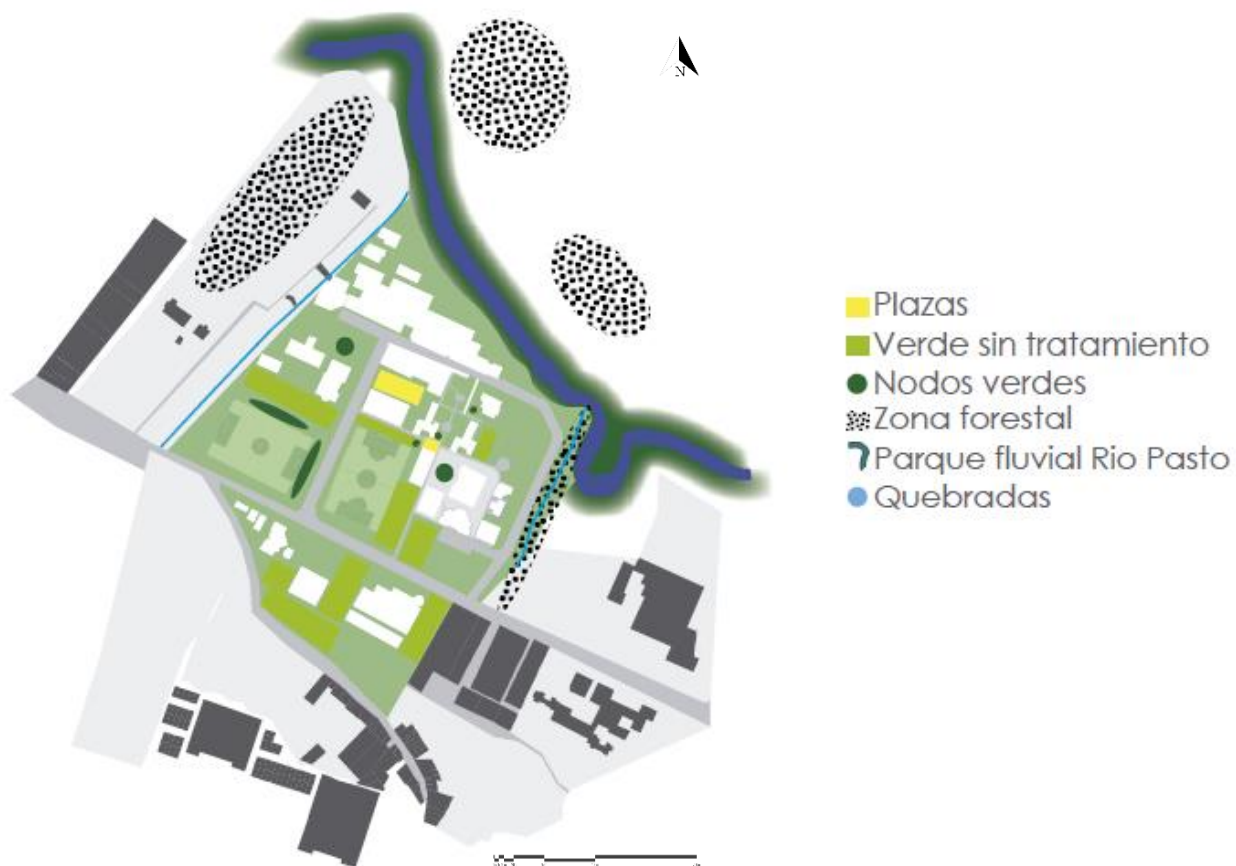 N
Plazas
Verde sin tratamiento
Nodos verdes
Zona forestal
Parque fluvial Rio Pasto
Quebradas